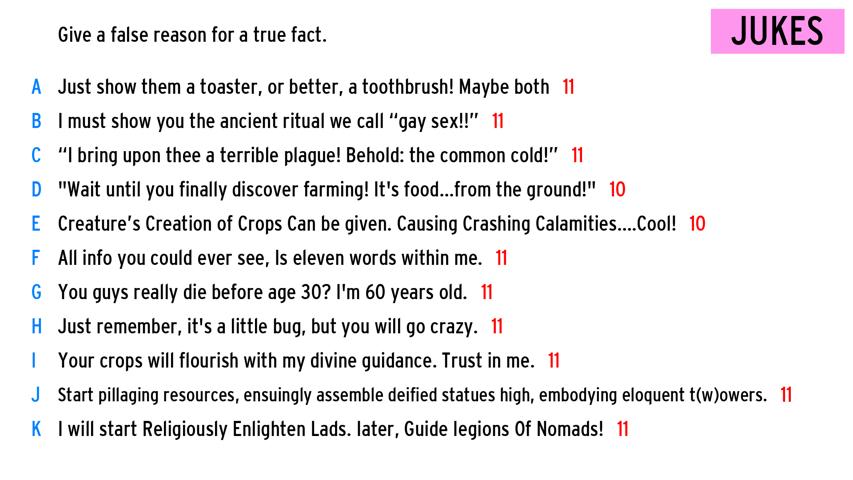 Give a false reason for a true fact.
JUKES
A Just show them a toaster, or better, a toothbrush! Maybe both 11
B I must show you the ancient ritual we call “gay sex!!” 11
C “I bring upon thee a terrible plague! Behold: the common cold!” 11
D "Wait until you finally discover farming! It's food...from the ground!" 10
E Creature’s Creation of Crops Can be given. Causing Crashing Calamities....Cool! 10
F All info you could ever see, Is eleven words within me. 11
G You guys really die before age 30? I'm 60 years old. 11
H Just remember, it's a little bug, but you will go crazy. 11
I Your crops will flourish with my divine guidance. Trust in me. 11
J Start pillaging resources, ensuingly assemble deified statues high, embodying eloquent t(w)owers. 11
K I will start Religiously Enlighten Lads. later, Guide legions Of Nomads! 11